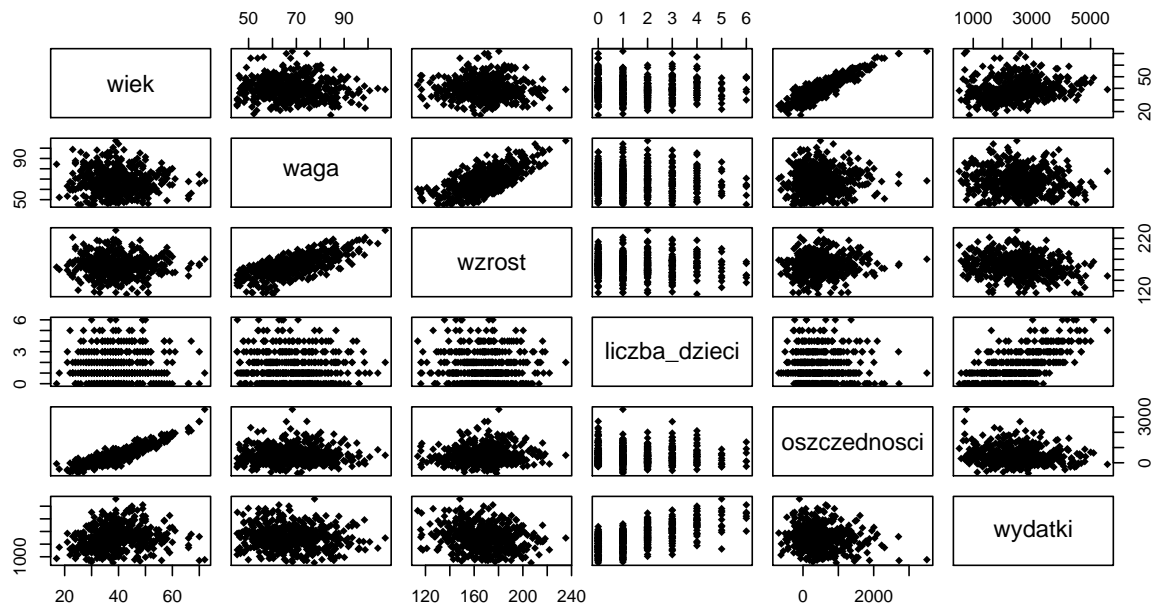 50 70 90 0 1 2 3 4 5 6 1000 3000 5000
wiek 20 50
50 90 waga
wzrost 120 220
0 3 6 liczba_dzieci
oszczednosci 0 3000
1000 wydatki
20 40 60 120 160 200 240 0 2000